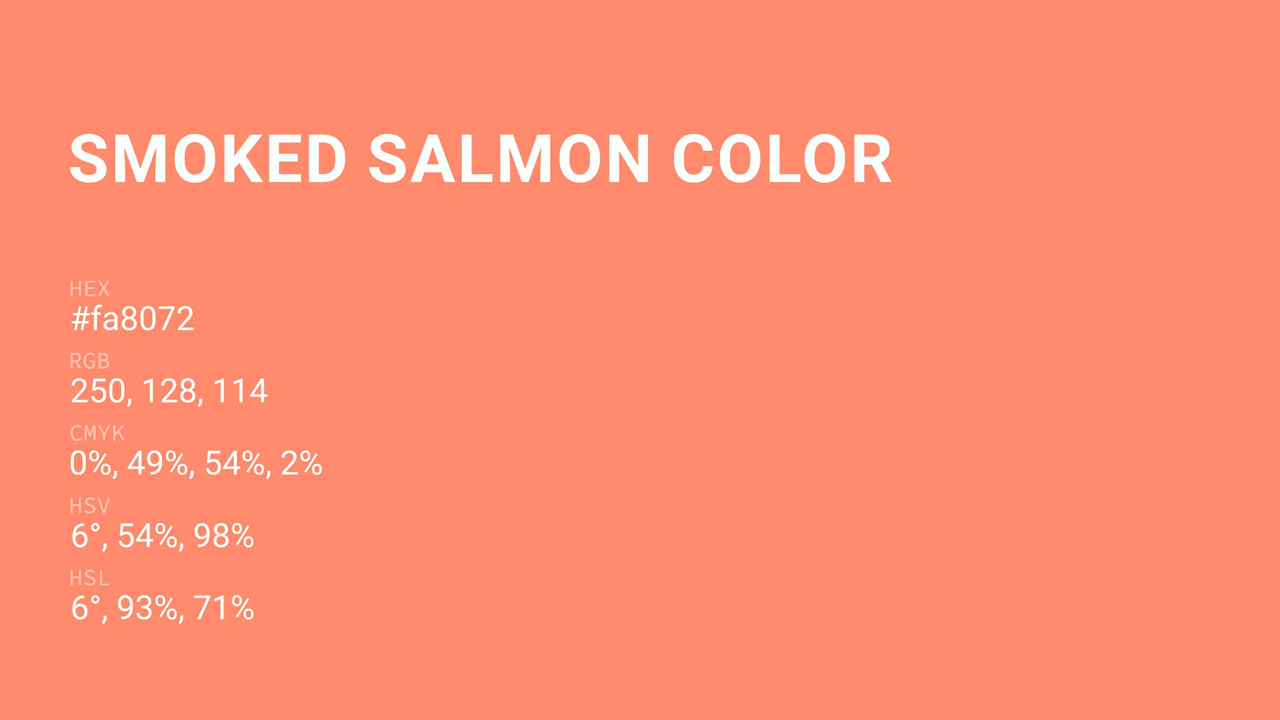 SMOKED SALMON COLOR
HEX
#fa8072
RGB
250, 128, 114
CMYK
0%, 49%, 54%, 2%
HSV
6°, 54%, 98%
HSL
6°, 93%, 71%